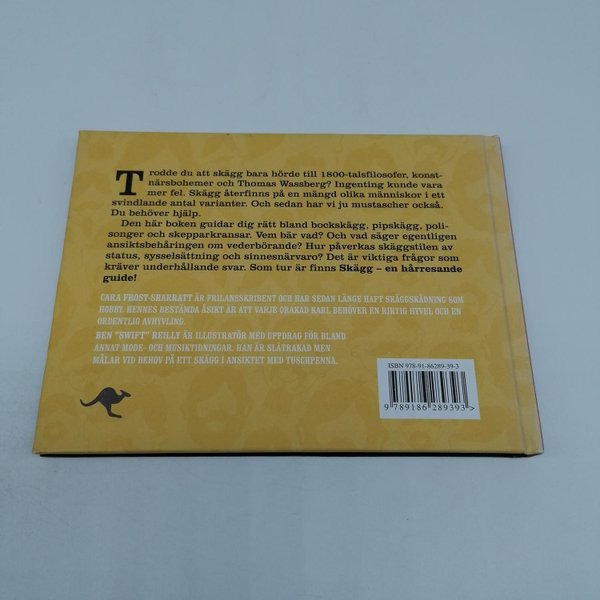 Trodde du att skägg bara hörde till 1800-talsfilosofer, konst-
närsbohemer och Thomas Wassberg? Ingenting kunde vara
mer fel. Skägg återfinns på en mängd olika människor i ett
svindlande antal varianter. Och sedan har vi ju mustascher också.
Du behöver hjälp.
Den här boken guidar dig rätt bland bockskägg, pipskägg, poli-
songer och skepparkransar. Vem bär vad? Och vad säger egentligen
ansiktsbehåringen om vederbörande? Hur påverkas skäggstilen av
status, sysselsättning och sinnesnärvaro? Det är viktiga frågor som
kräver underhållande svar. Som tur är finns Skägg – en hårresande
guide!
CARA FROST-SHARRATT ÄR FRILANSSKRIBENT OCH HAR SEDAN LÄNGE HAFT SKÄGGSKÅDNING SOM
HOBBY. HENNES BESTÄMDA ÅSIKT ÄR ATT VARJE ORAKAD KARL BEHÖVER EN RIKTIG HYVEL OCH EN
ORDENTLIG AVHYVLING.
BEN "SWIFT" REILLY ÄR ILLUSTRATÖR MED UPPDRAG FÖR BLAND
ANNAT MODE- OCH MUSIKTIDNINGAR. HAN ÄR SLÄTRAKAD MEN
MÅLAR VID BEHOV PÅ ETT SKÄGG I ANSIKTET MED TUSCHPENNA.
ISBN 978-91-86289-39-3
9 789186 289393 >